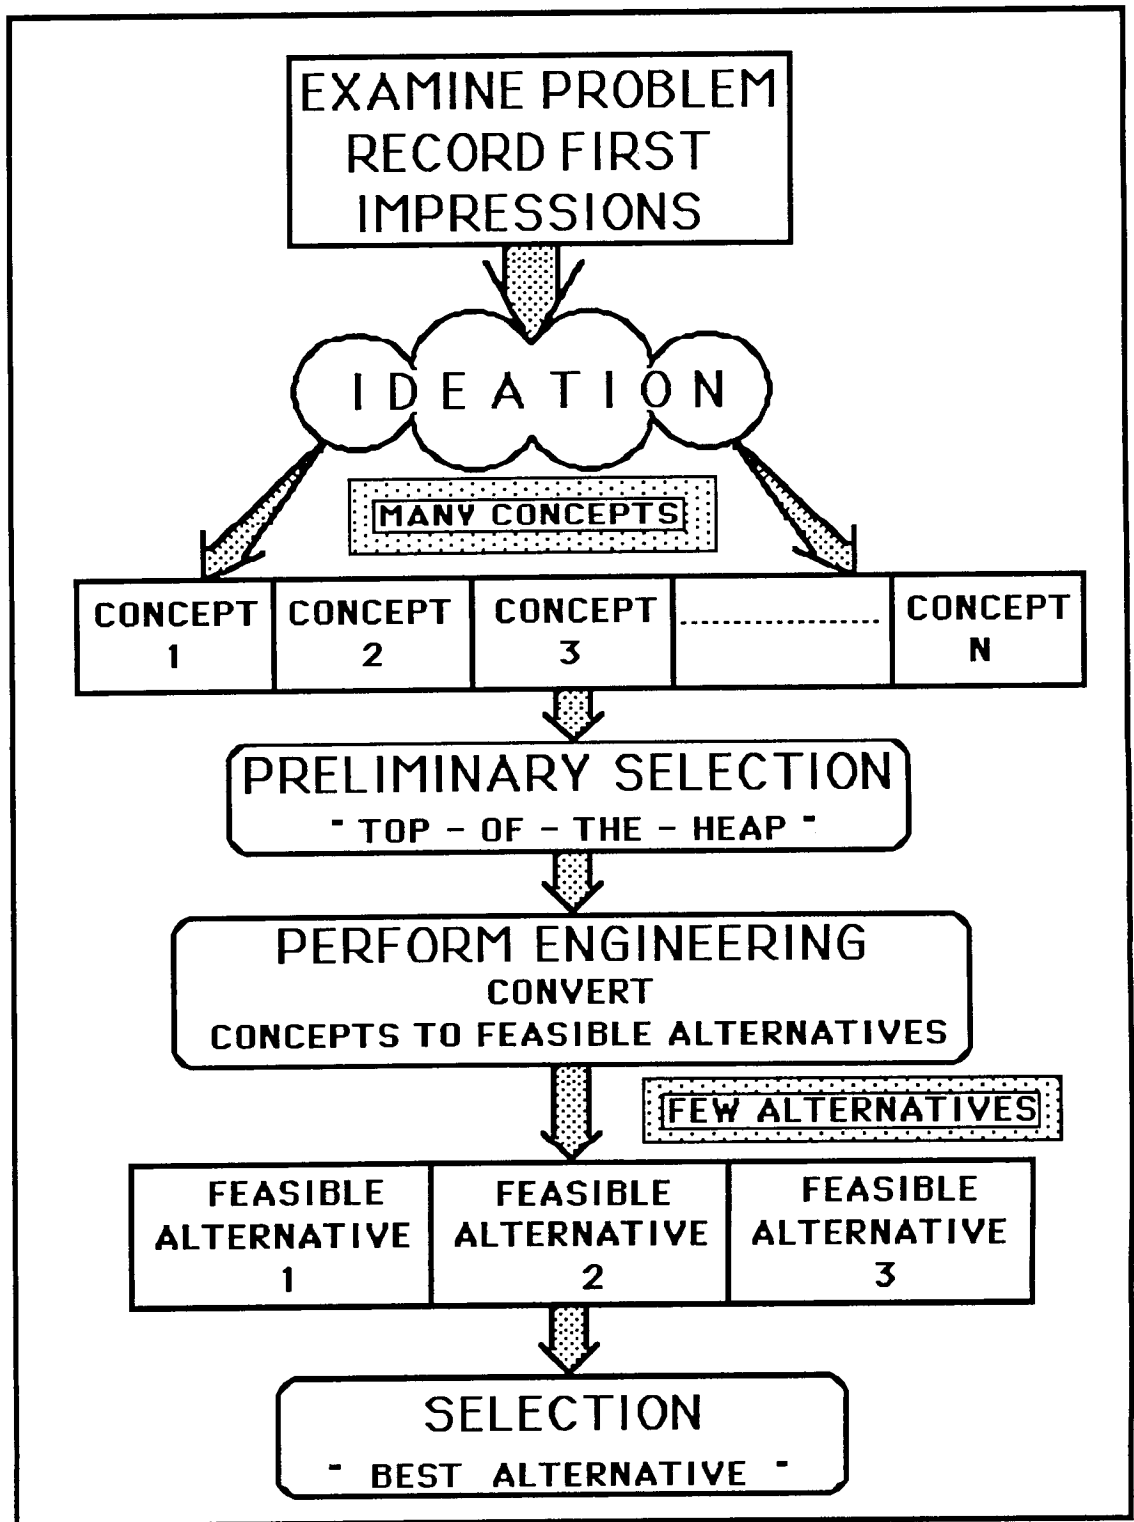 EXAMINE PROBLEM
RECORD FIRST
IMPRESSIONS
IDEATION
MANY CONCEPTS
CONCEPT
1
CONCEPT
2
CONCEPT
3
....................
CONCEPT
N
PRELIMINARY SELECTION
" TOP - OF - THE - HEAP "
PERFORM ENGINEERING
CONVERT
CONCEPTS TO FEASIBLE ALTERNATIVES
FEW ALTERNATIVES
FEASIBLE
ALTERNATIVE
1
FEASIBLE
ALTERNATIVE
2
FEASIBLE
ALTERNATIVE
3
SELECTION
" BEST ALTERNATIVE "